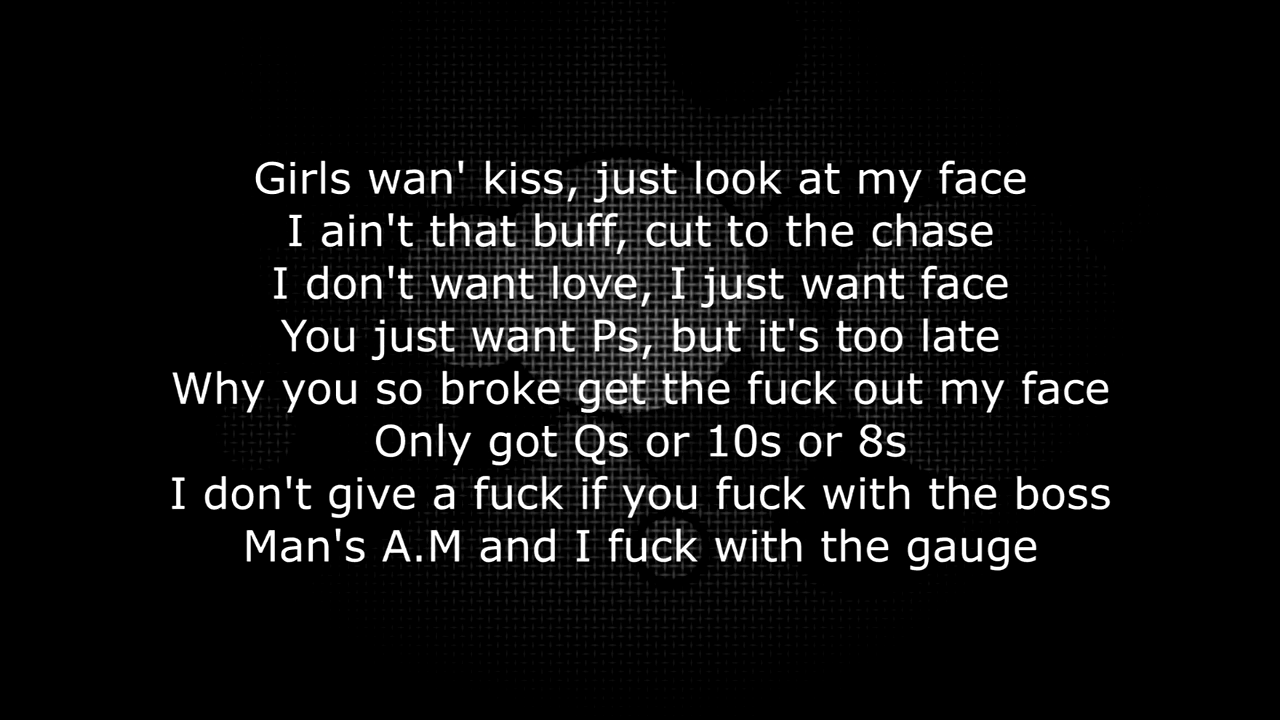 Girls wan' kiss, just look at my face
I ain't that buff, cut to the chase
I don't want love, I just want face
You just want Ps, but it's too late
Why you so broke get the fuck out my face
Only got Qs or 10s or 8s
I don't give a fuck if you fuck with the boss
Man's A.M and I fuck with the gauge